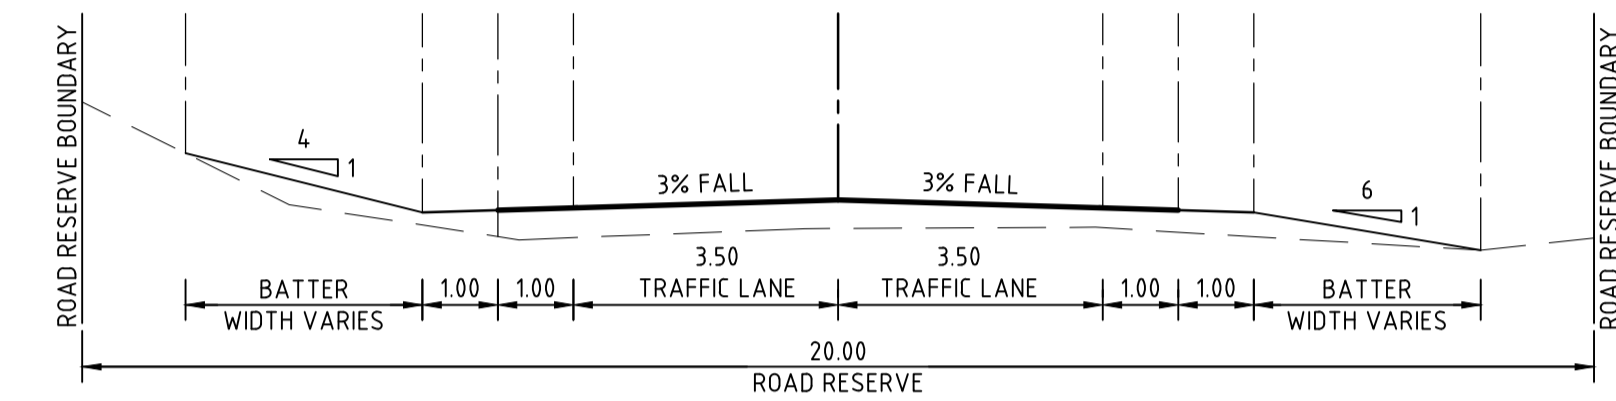 ROAD RESERVE BOUNDARY
4
1
3% FALL
3% FALL
6
1
ROAD RESERVE BOUNDARY
3.50
3.50
BATTER
1.00
1.00
TRAFFIC LANE
TRAFFIC LANE
1.00
1.00
BATTER
WIDTH VARIES
WIDTH VARIES
20.00
ROAD RESERVE